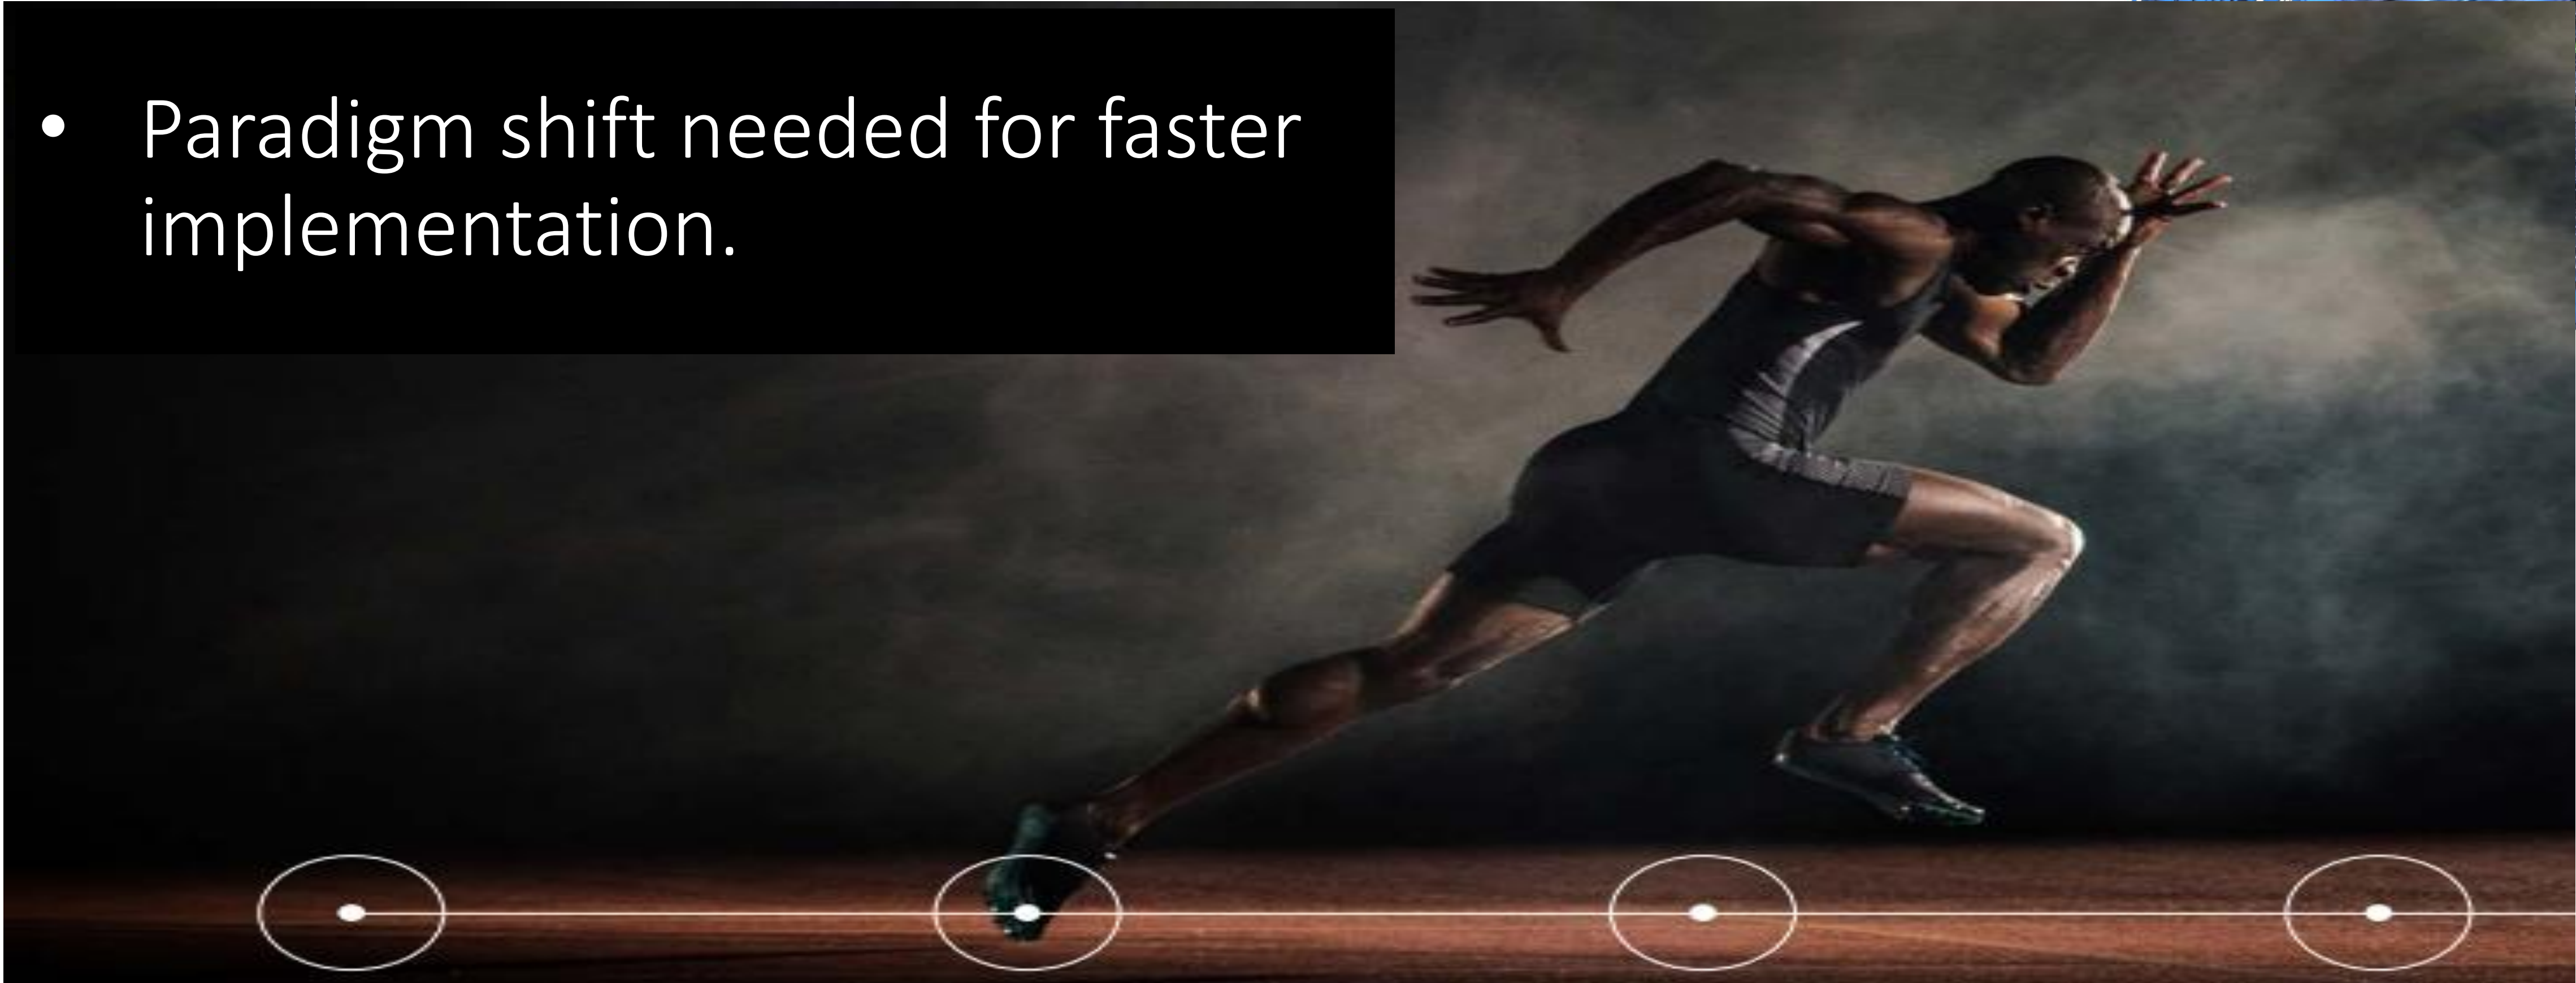 • Paradigm shift needed for faster
implementation.